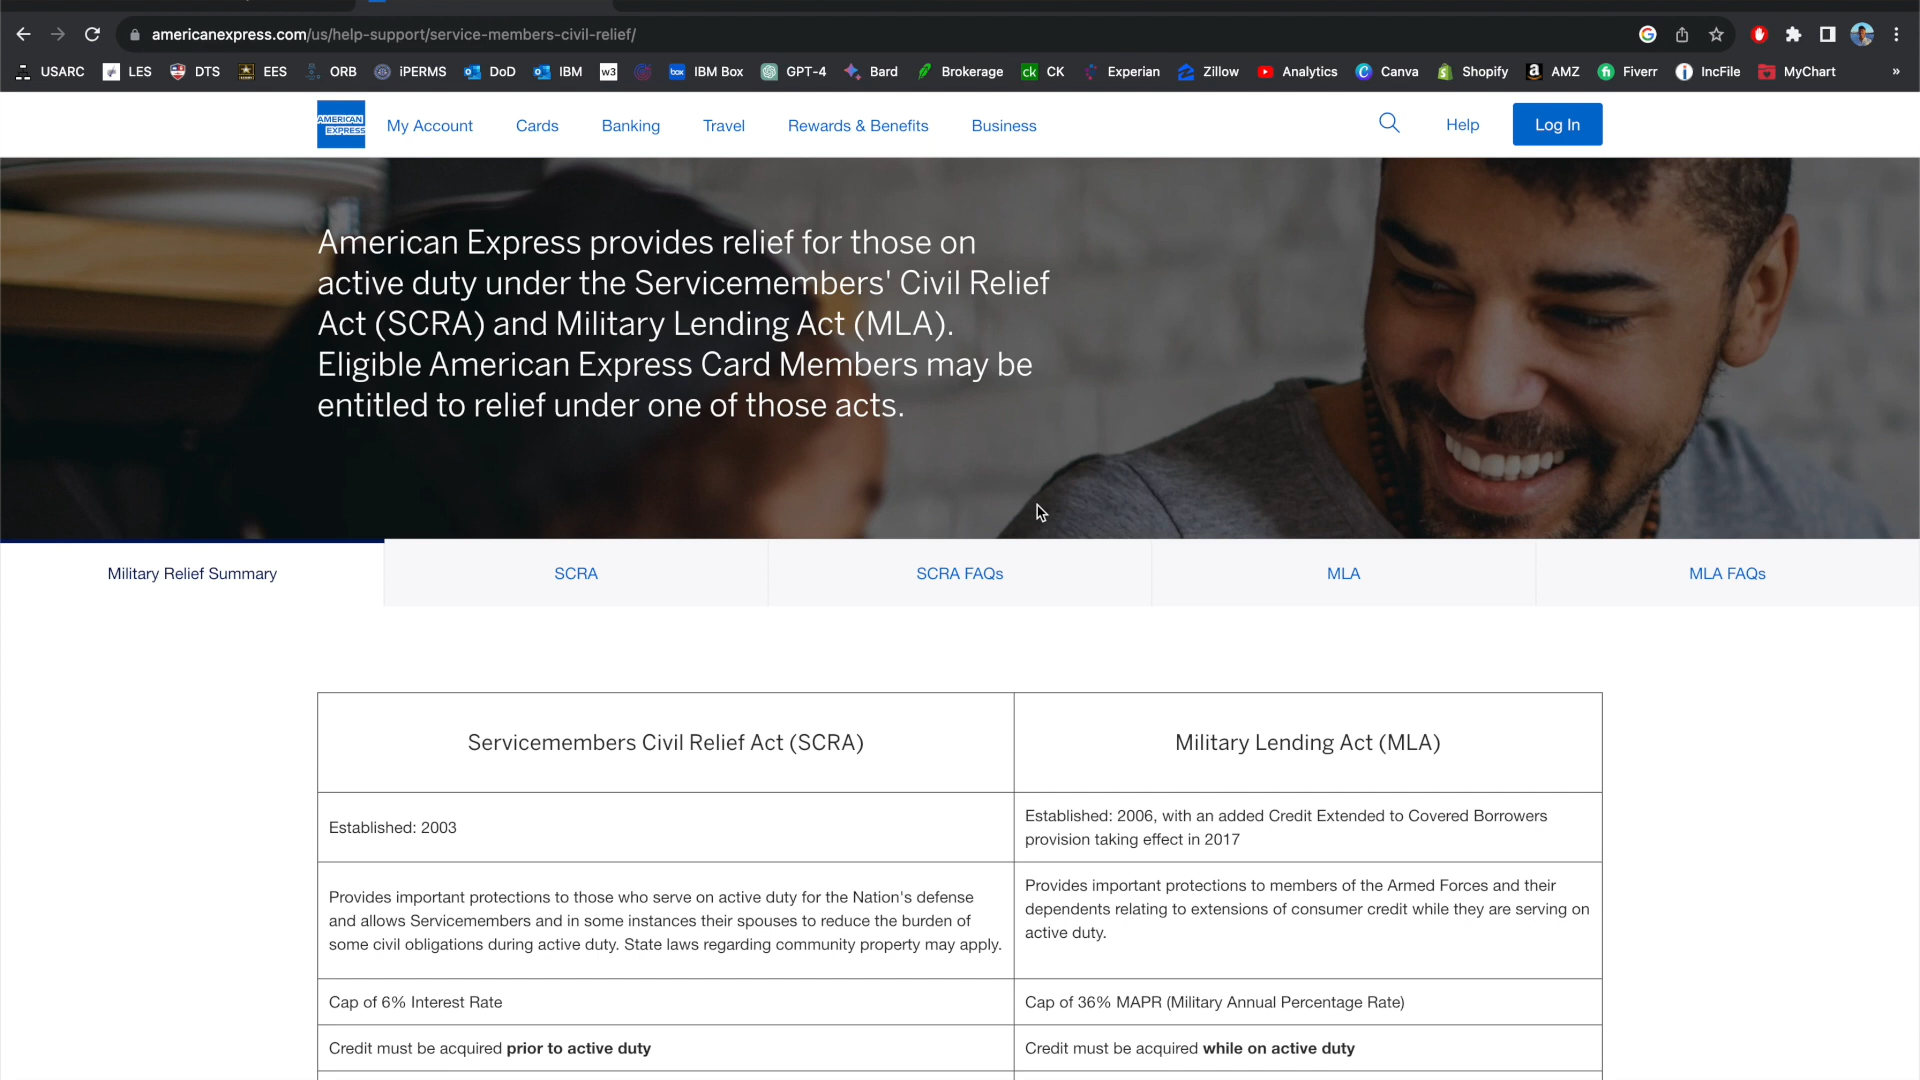 americanexpress.com/us/help-support/service-members-civil-relief/
USARC LES DTS EES ORB iPERMS DoD IBM w3 box IBM Box GPT-4 Bard Brokerage ck CK Experian Zillow Analytics Canva Shopify AMZ Fiverr IncFile MyChart »
AMERICAN
EXPRESS
My Account Cards Banking Travel Rewards & Benefits Business Help Log In
American Express provides relief for those on
active duty under the Servicemembers' Civil Relief
Act (SCRA) and Military Lending Act (MLA).
Eligible American Express Card Members may be
entitled to relief under one of those acts.
Military Relief Summary SCRA SCRA FAQs MLA MLA FAQs
Servicemembers Civil Relief Act (SCRA)
Military Lending Act (MLA)
Established: 2003
Established: 2006, with an added Credit Extended to Covered Borrowers
provision taking effect in 2017
Provides important protections to those who serve on active duty for the Nation's defense
and allows Servicemembers and in some instances their spouses to reduce the burden of
some civil obligations during active duty. State laws regarding community property may apply.
Provides important protections to members of the Armed Forces and their
dependents relating to extensions of consumer credit while they are serving on
active duty.
Cap of 6% Interest Rate
Cap of 36% MAPR (Military Annual Percentage Rate)
Credit must be acquired prior to active duty
Credit must be acquired while on active duty